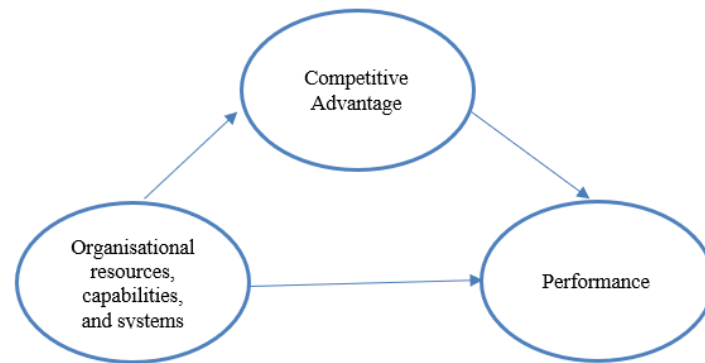 Competitive
Advantage
Organisational
resources,
capabilities,
and systems
Performance